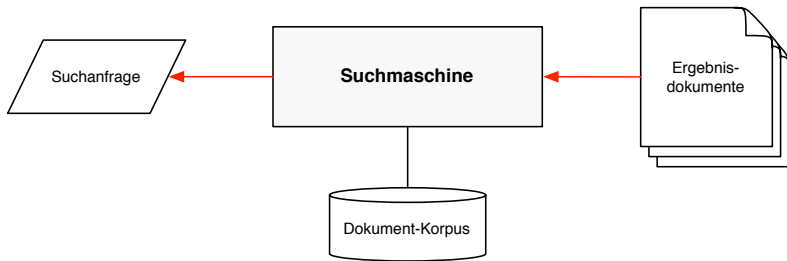 Suchanfrage
Suchmaschine
Ergebnis-
dokumente
Dokument-Korpus